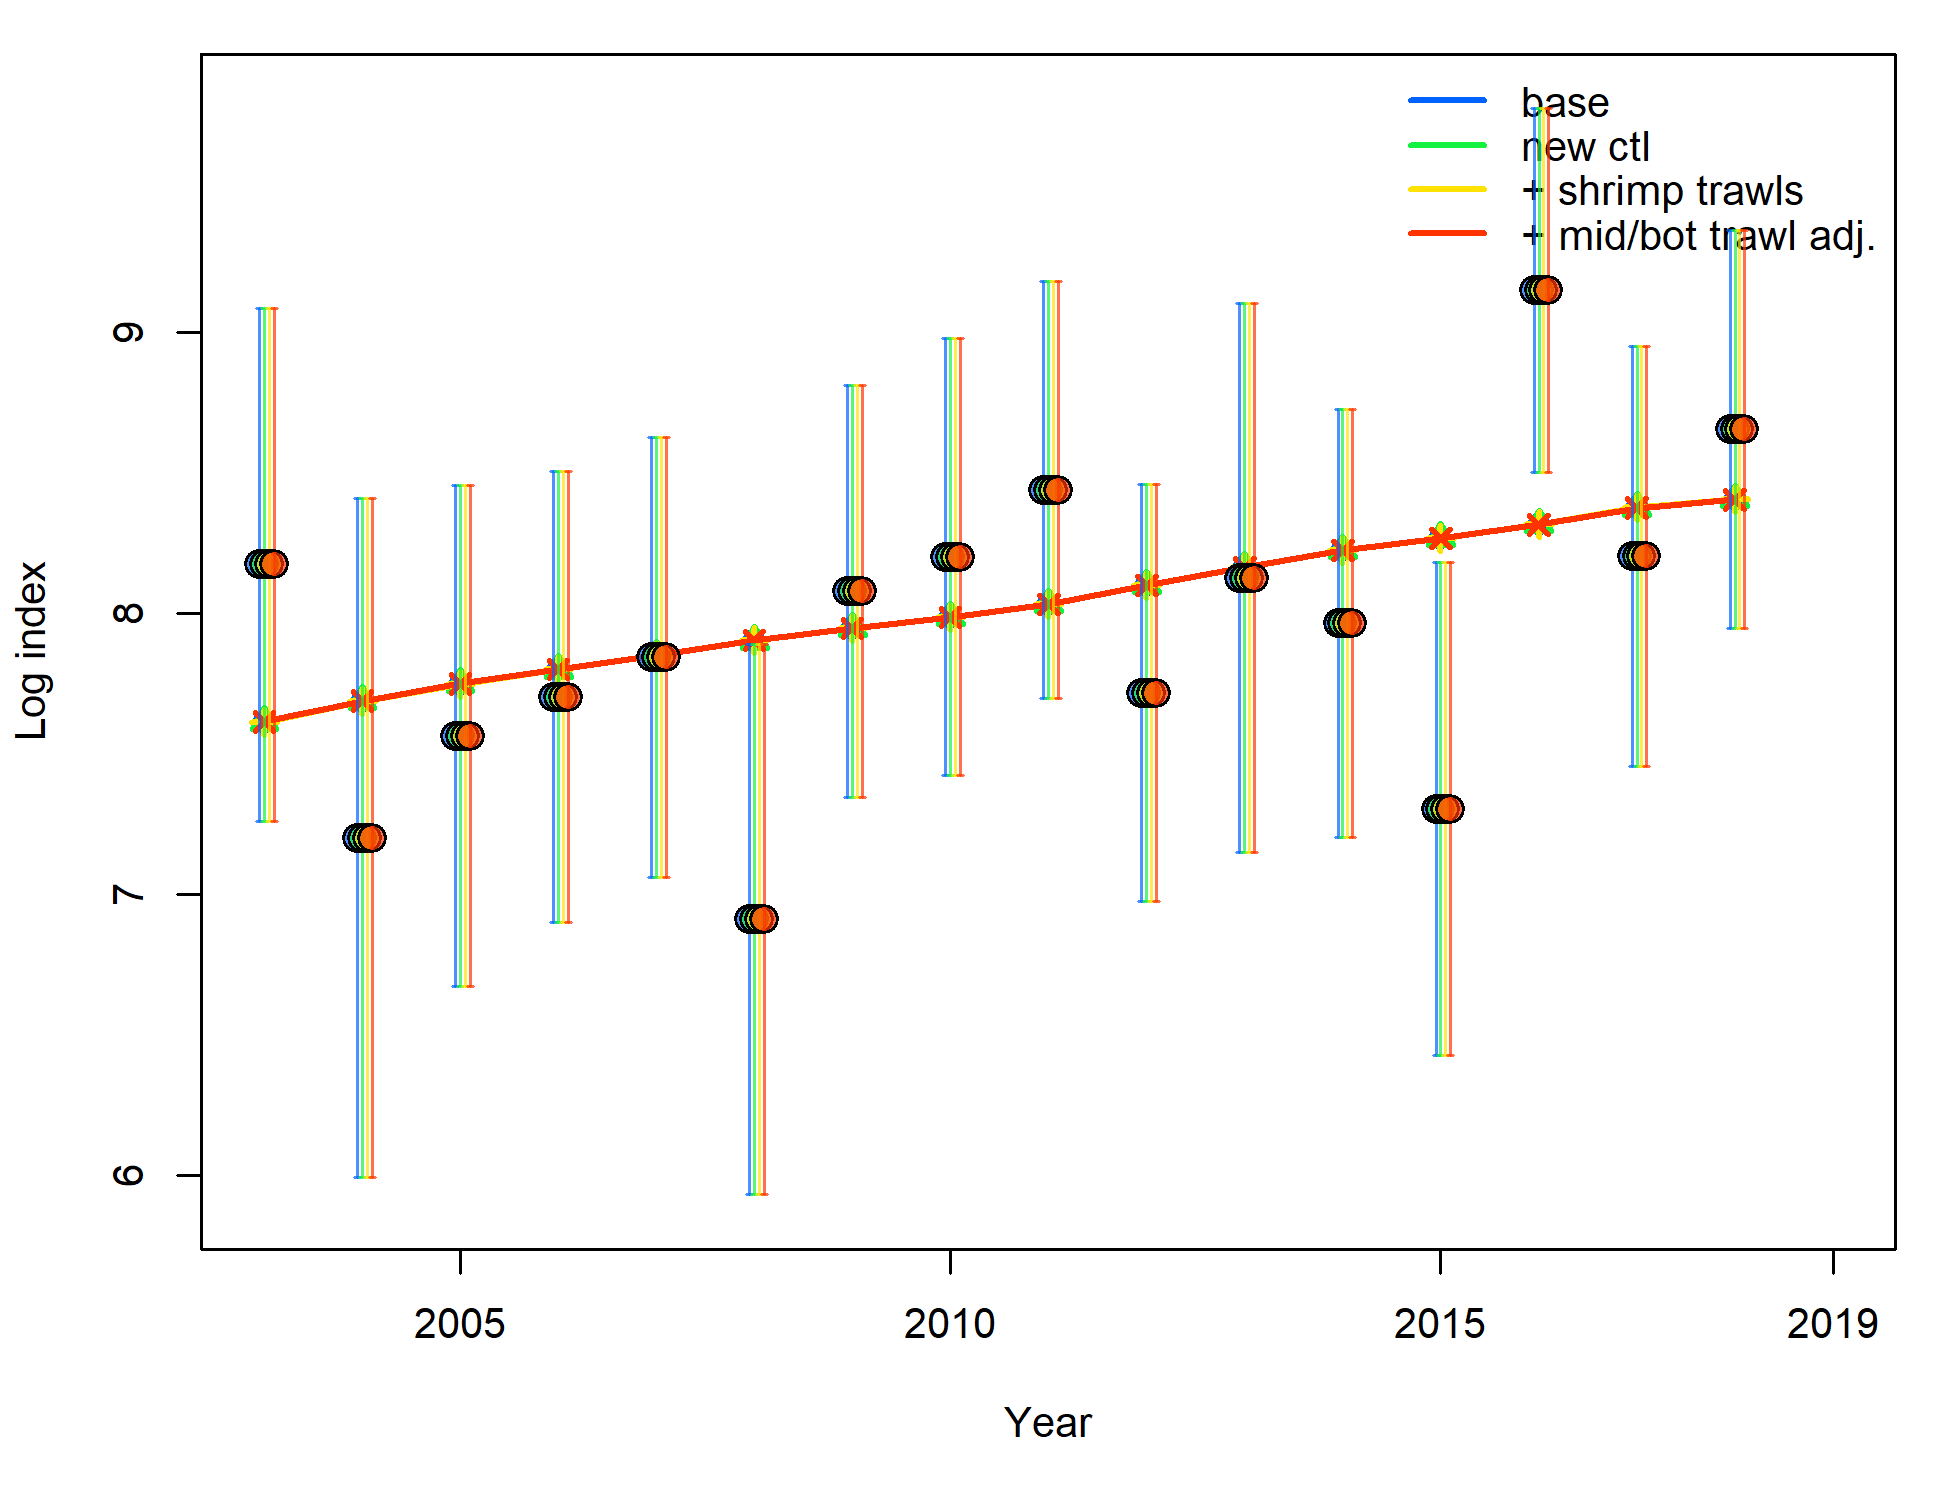 base
new ctl
+ shrimp trawls
+ mid/bot trawl adj.
9
8
7
6
Log index
2005 2010 2015 2019
Year